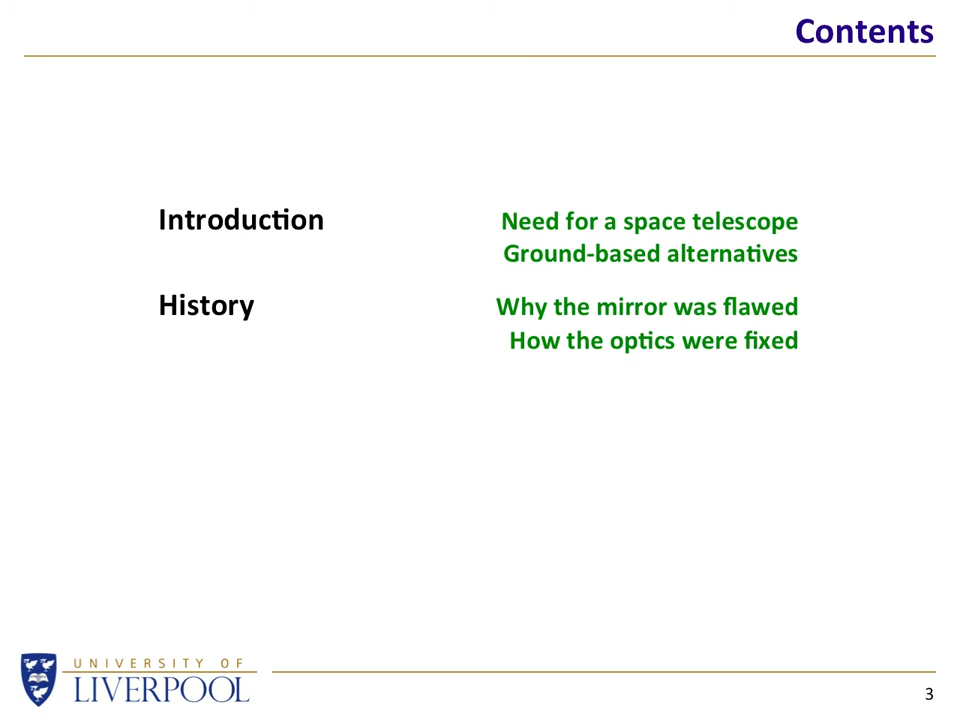 Contents
Introduction
Need for a space telescope
Ground-based alternatives
History
Why the mirror was flawed
How the optics were fixed
UNIVERSITY OF
LIVERPOOL
3